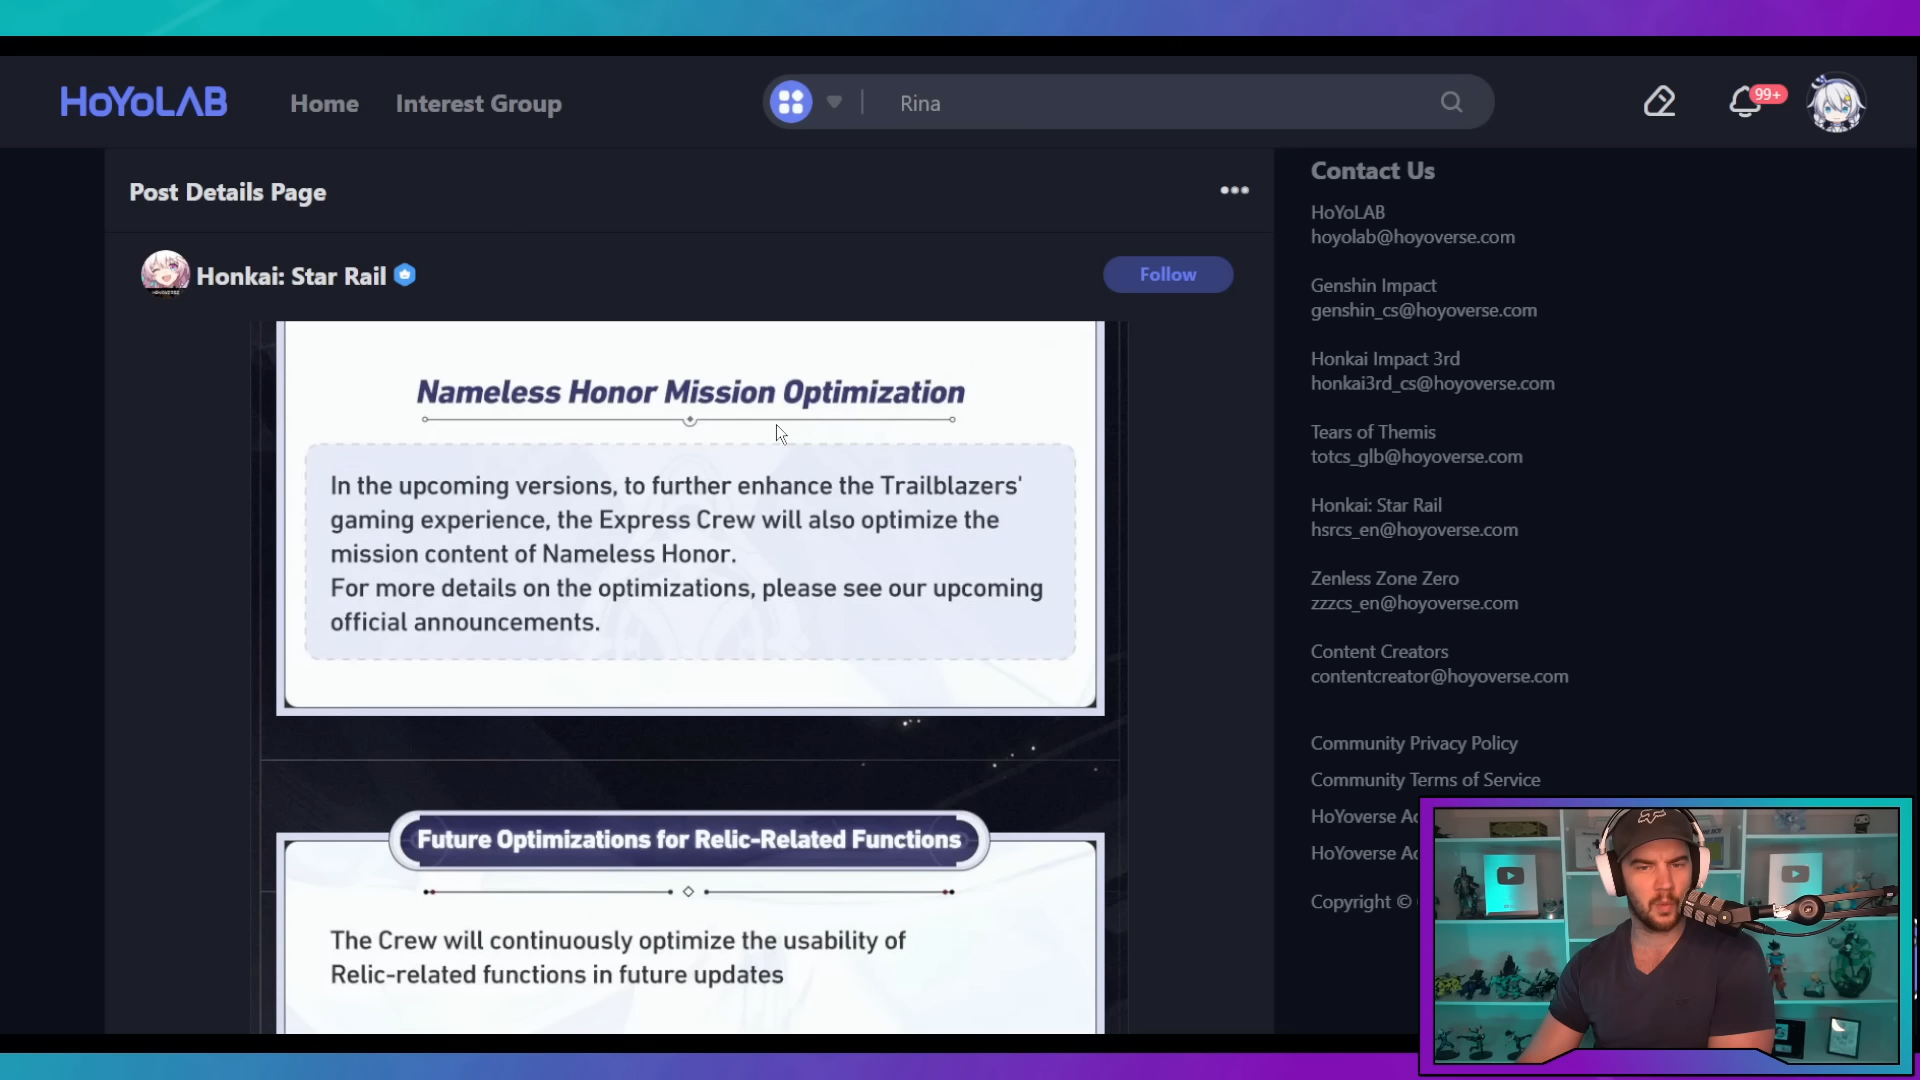 HoYoLAB
Home
Interest Group
Rina
99+
Post Details Page
Honkai: Star Rail
Follow
Nameless Honor Mission Optimization
In the upcoming versions, to further enhance the Trailblazers'
gaming experience, the Express Crew will also optimize the
mission content of Nameless Honor.
For more details on the optimizations, please see our upcoming
official announcements.
Future Optimizations for Relic-Related Functions
The Crew will continuously optimize the usability of
Relic-related functions in future updates
Contact Us
HoYoLAB
hoyolab@hoyoverse.com
Genshin Impact
genshin_cs@hoyoverse.com
Honkai Impact 3rd
honkai3rd_cs@hoyoverse.com
Tears of Themis
totcs_glb@hoyoverse.com
Honkai: Star Rail
hsrcs_en@hoyoverse.com
Zenless Zone Zero
zzzcs_en@hoyoverse.com
Content Creators
contentcreator@hoyoverse.com
Community Privacy Policy
Community Terms of Service
HoYoverse
HoYoverse
Copyright ©